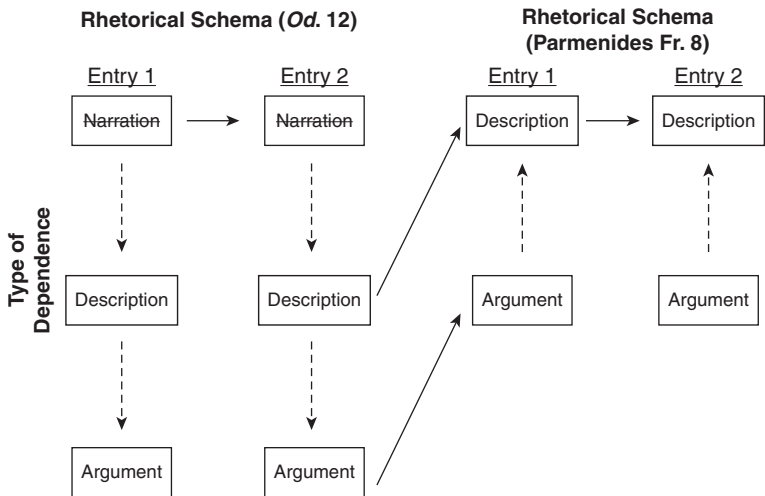 Rhetorical Schema (Od. 12)
Rhetorical Schema
(Parmenides Fr. 8)
Entry 1
Entry 2
Entry 1
Entry 2
Narration
Narration
Description
Description
Type of
Dependence
Description
Description
Argument
Argument
Argument
Argument